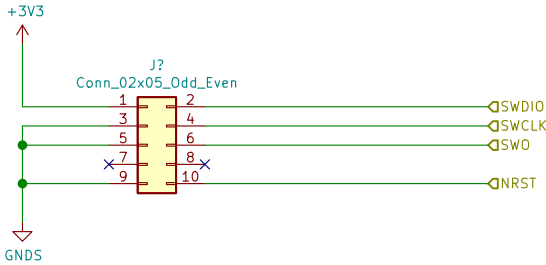 +3V3
J?
Conn_02x05_Odd_Even
1 2 SWDIO
3 4 SWCLK
5 6 SWO
7 8
9 10 NRST
GNDS